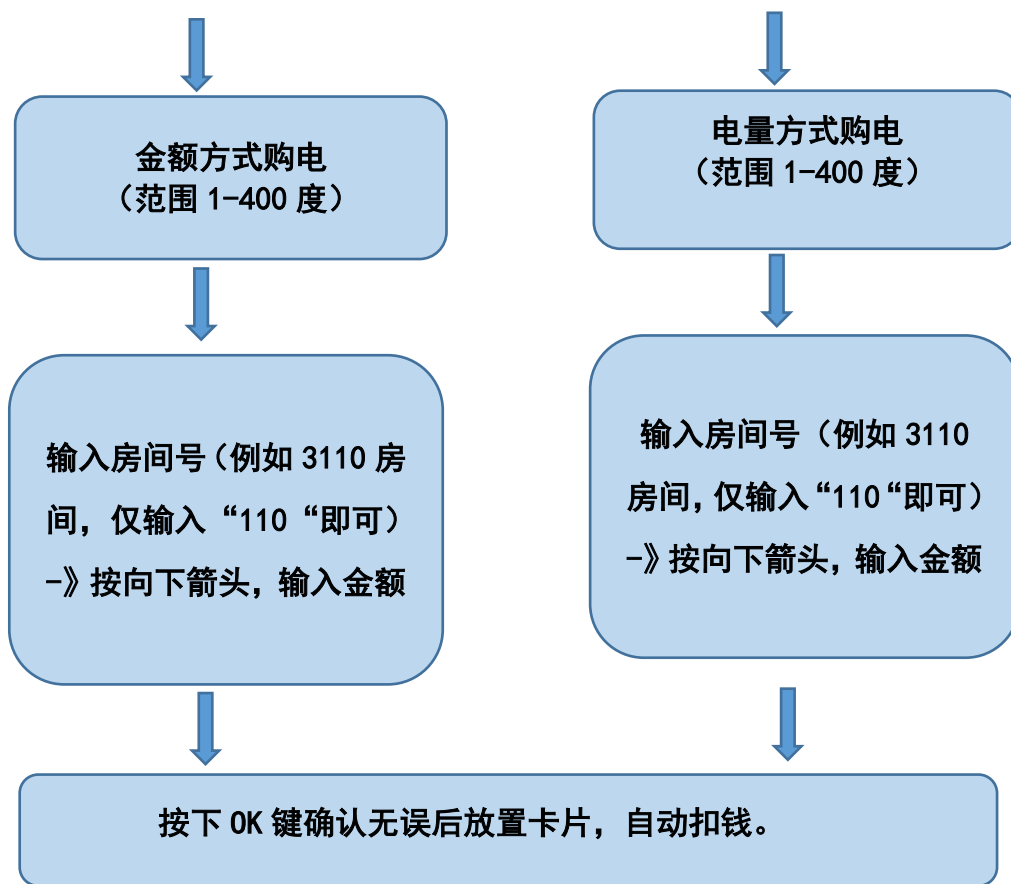 金额方式购电
（范围 1-400 度）
电量方式购电
（范围 1-400 度）
输入房间号（例如 3110 房
间，仅输入 “110 “即可）
-》按向下箭头，输入金额
输入房间号（例如 3110
房间，仅输入 “110 “即可）
-》按向下箭头，输入金额
按下 OK 键确认无误后放置卡片，自动扣钱。